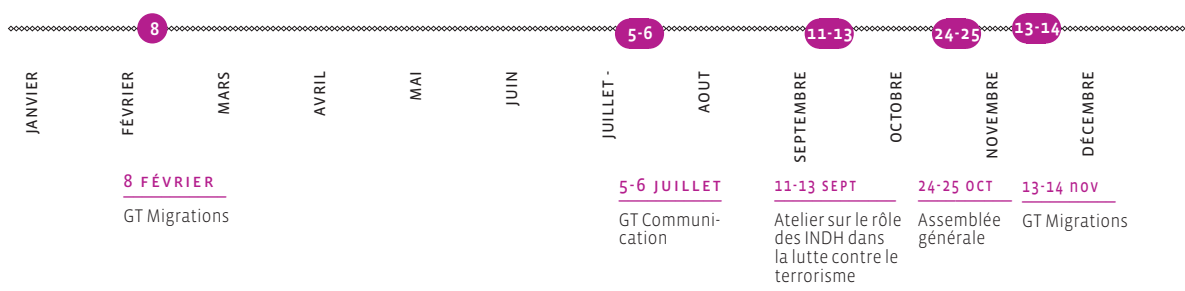 8
5-6
11-13
24-25
13-14
JANVIER
FÉVRIER
MARS
AVRIL
MAI
JUIN
JUILLET -
AOUT
SEPTEMBRE
OCTOBRE
NOVEMBRE
DÉCEMBRE
8 FÉVRIER
GT Migrations
5-6 JUILLET
GT Communi-
cation
11-13 SEPT
Atelier sur le rôle
des INDH dans
la lutte contre le
terrorisme
24-25 OCT
Assemblée
générale
13-14 NOV
GT Migrations